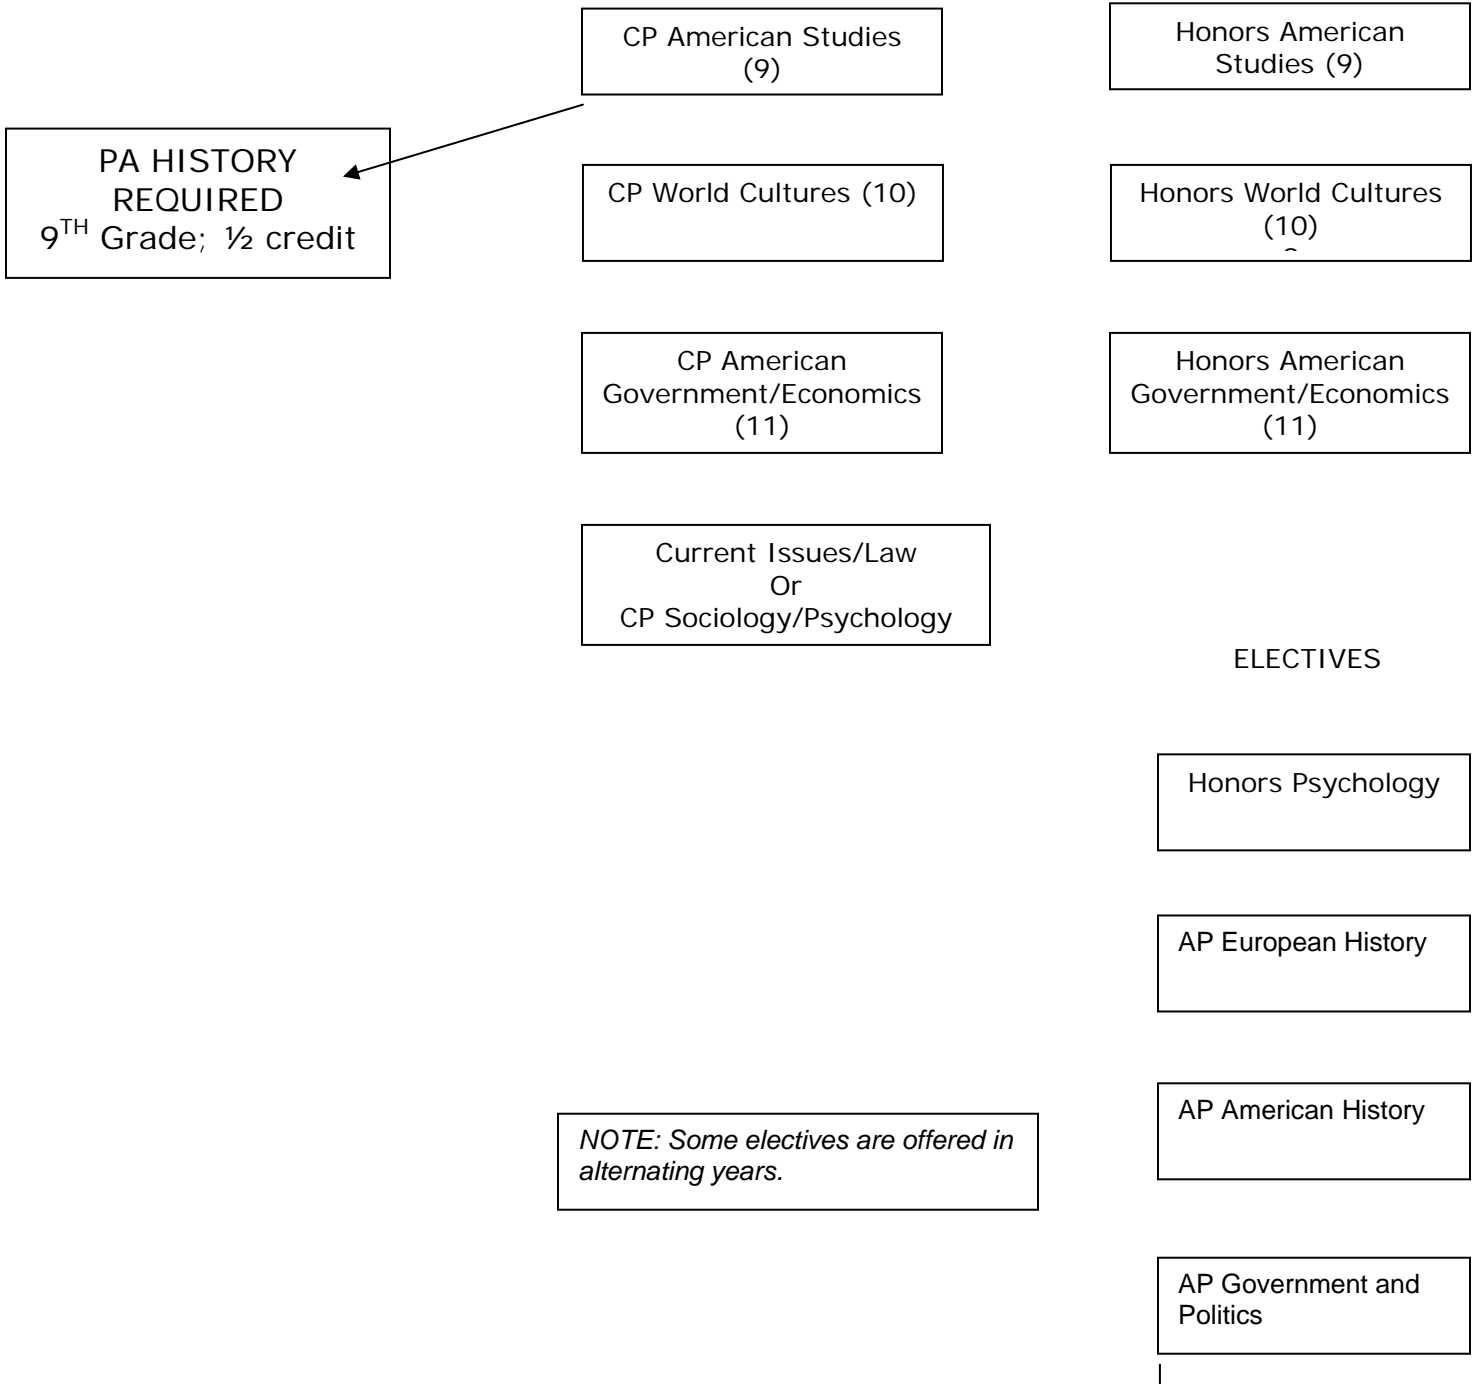 CP American Studies
(9)
Honors American
Studies (9)
PA HISTORY
REQUIRED
9TH Grade; ½ credit
CP World Cultures (10)
Honors World Cultures
(10)
CP American
Government/Economics
(11)
Honors American
Government/Economics
(11)
Current Issues/Law
Or
CP Sociology/Psychology
ELECTIVES
Honors Psychology
AP European History
AP American History
NOTE: Some electives are offered in
alternating years.
AP Government and
Politics